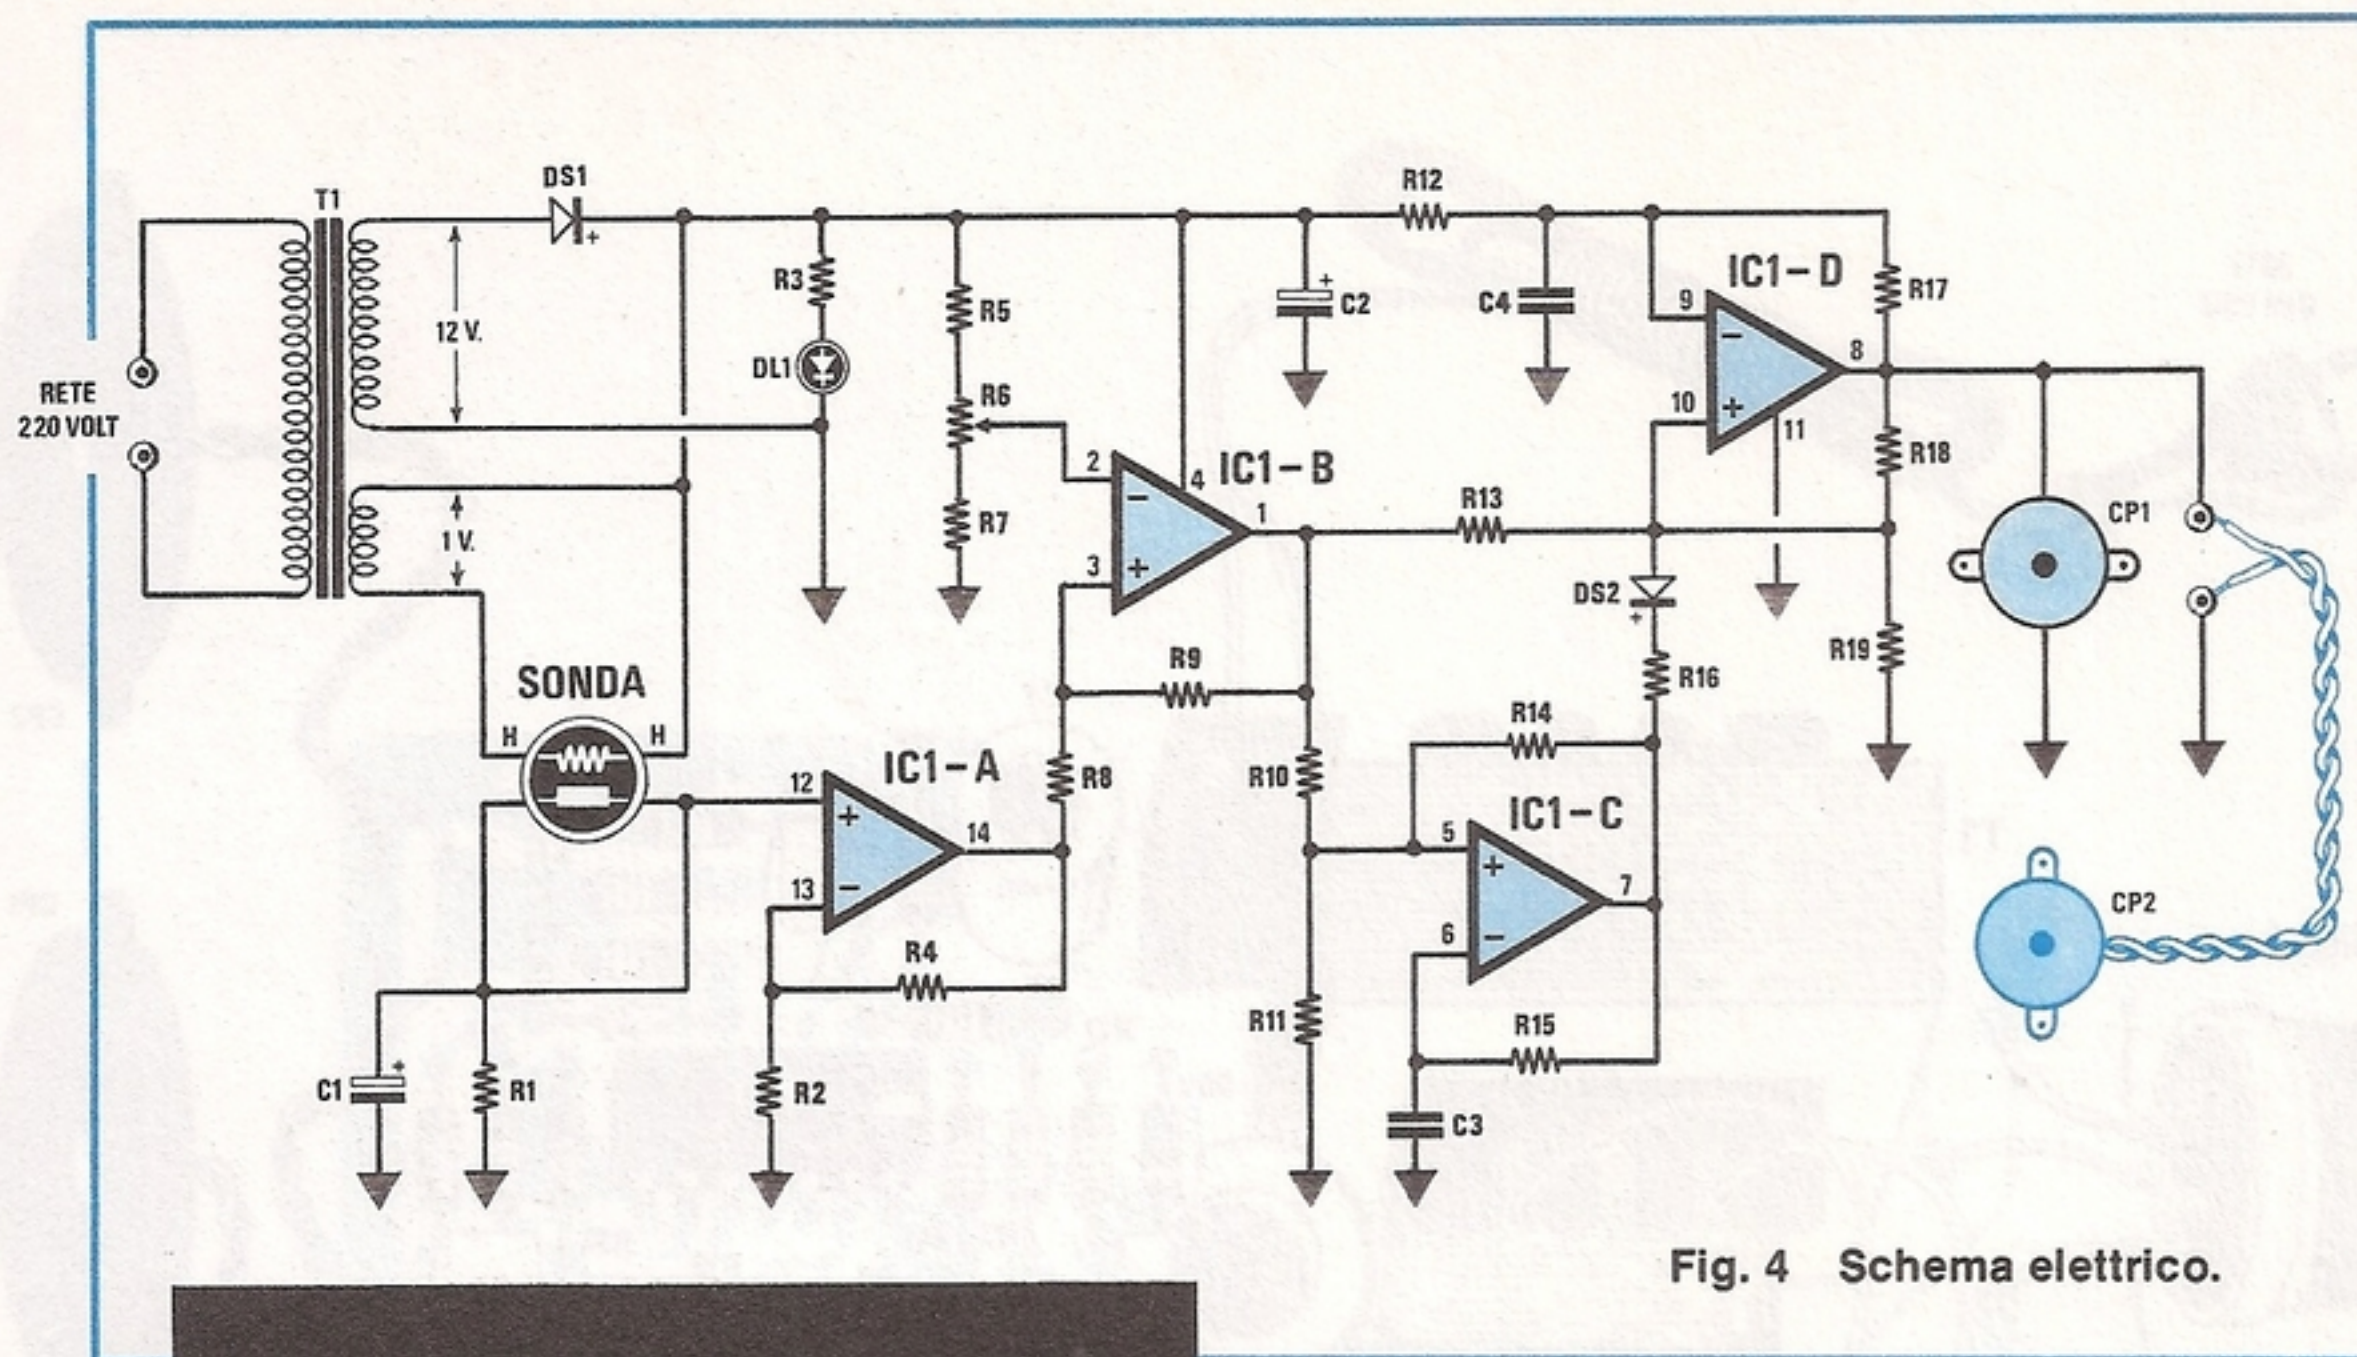 T1
DS1
+
12 V.
1 V.
RETE
220 VOLT
SONDA
H
H
R3
DL1
R5
R6
R7
2
3
4
1
−
+
IC1-B
R12
+
C2
C4
IC1-D
9
10
11
8
−
+
R17
R18
R19
R13
DS2
+
R16
CP1
CP2
R9
R8
R10
R11
IC1-A
12
13
14
+
−
R4
R2
C1
+
R1
R14
IC1-C
5
6
7
+
−
R15
C3
Fig. 4 Schema elettrico.